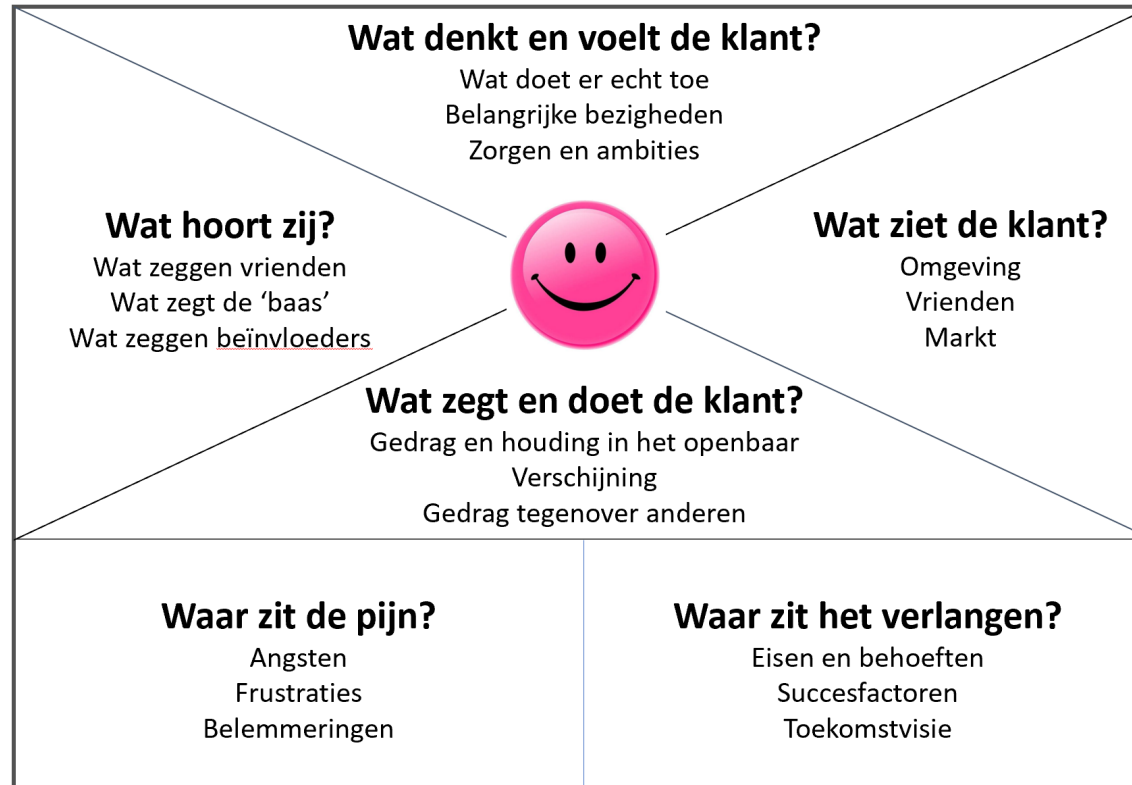 Wat denkt en voelt de klant?
Wat doet er echt toe
Belangrijke bezigheden
Zorgen en ambities
Wat hoort zij?
Wat zeggen vrienden
Wat zegt de ‘baas’
Wat zeggen beïnvloeders
Wat ziet de klant?
Omgeving
Vrienden
Markt
Wat zegt en doet de klant?
Gedrag en houding in het openbaar
Verschijning
Gedrag tegenover anderen
Waar zit de pijn?
Angsten
Frustraties
Belemmeringen
Waar zit het verlangen?
Eisen en behoeften
Succesfactoren
Toekomstvisie